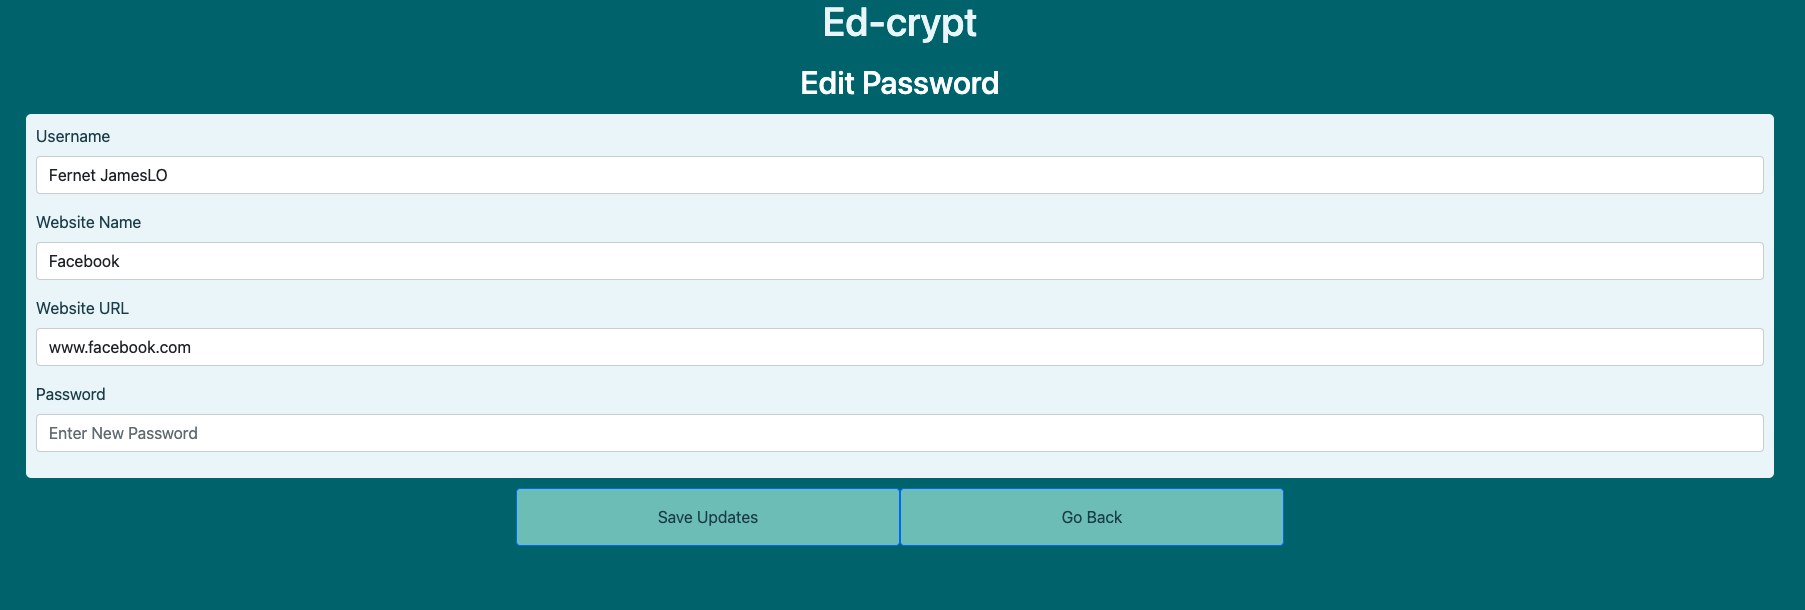 Ed-crypt
Edit Password
Username
Fernet JamesLO
Website Name
Facebook
Website URL
www.facebook.com
Password
Enter New Password
Save Updates
Go Back